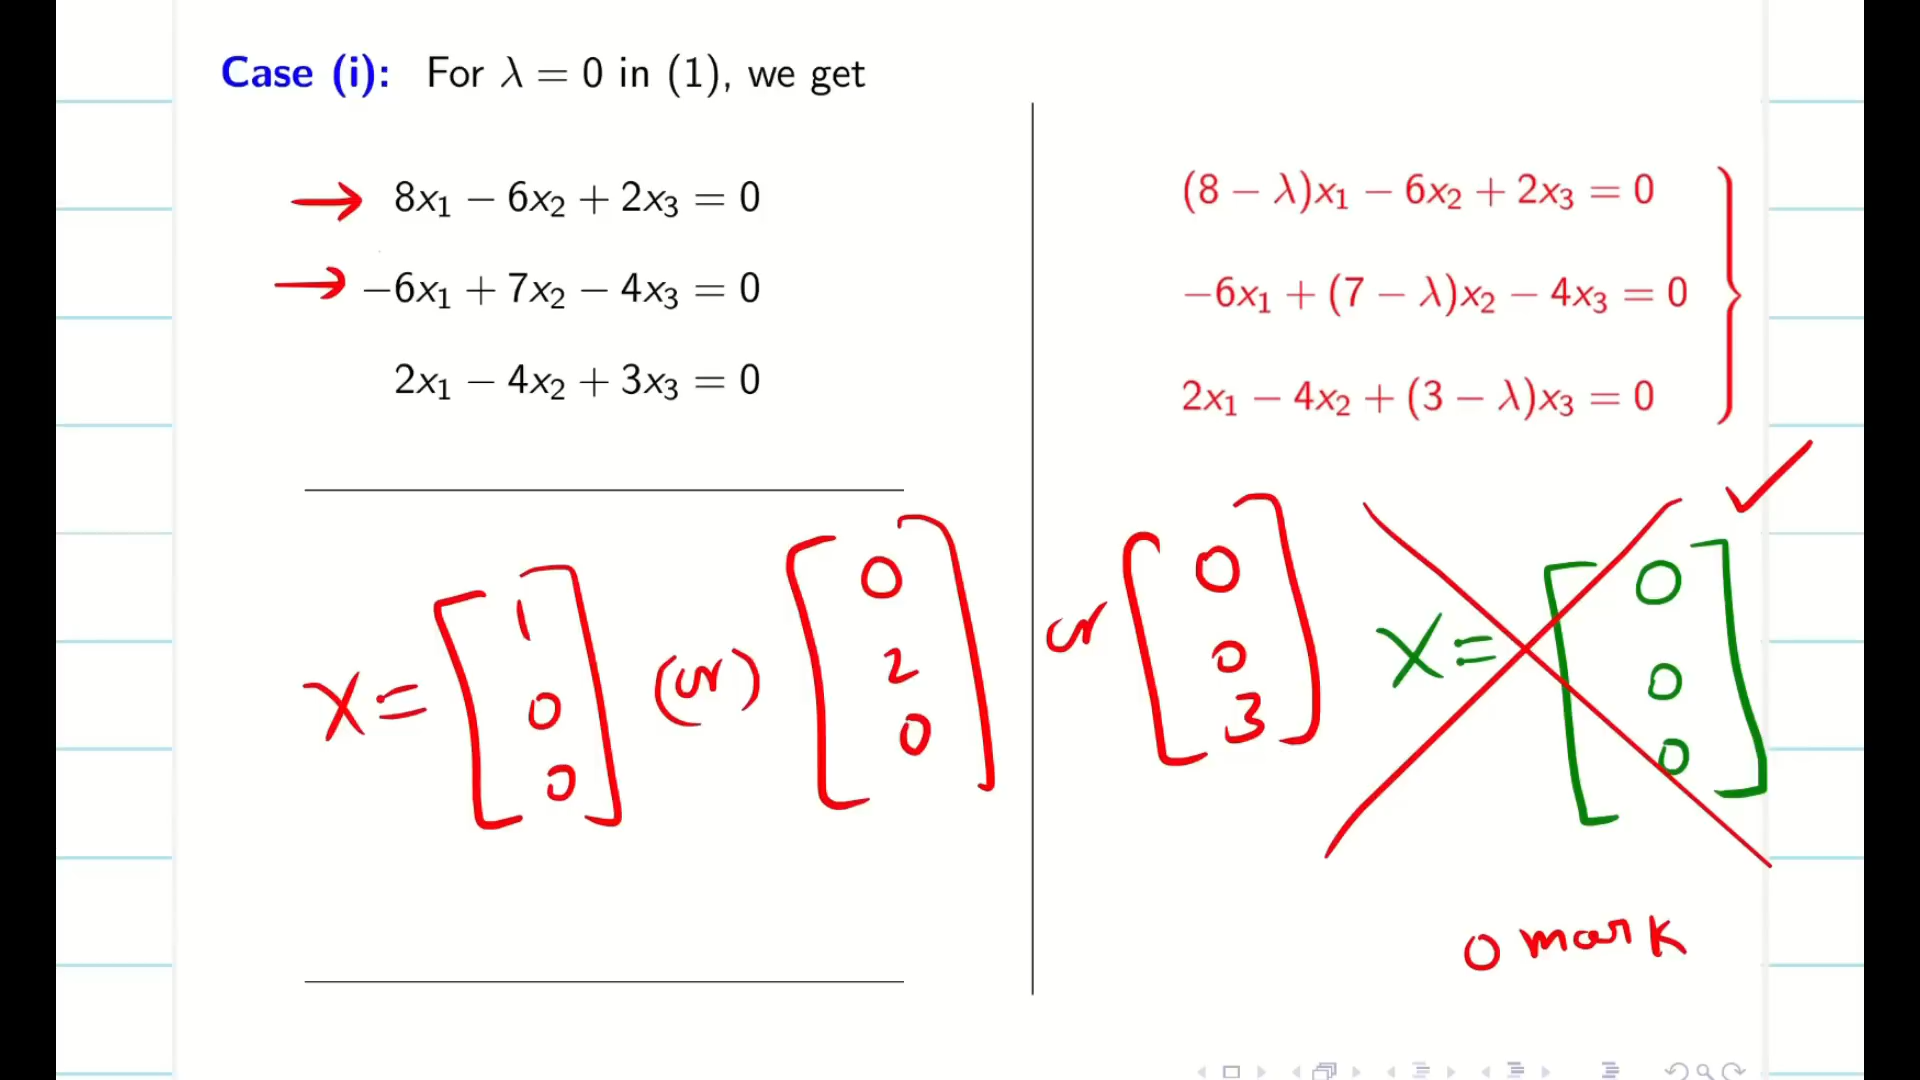 Case (i): For λ = 0 in (1), we get
8x₁ − 6x₂ + 2x₃ = 0
−6x₁ + 7x₂ − 4x₃ = 0
2x₁ − 4x₂ + 3x₃ = 0
(8 − λ)x₁ − 6x₂ + 2x₃ = 0
−6x₁ + (7 − λ)x₂ − 4x₃ = 0
2x₁ − 4x₂ + (3 − λ)x₃ = 0
X = [1 0 0] (or) [0 2 0] or [0 0 3]
X = [0 0 0]
0 mark